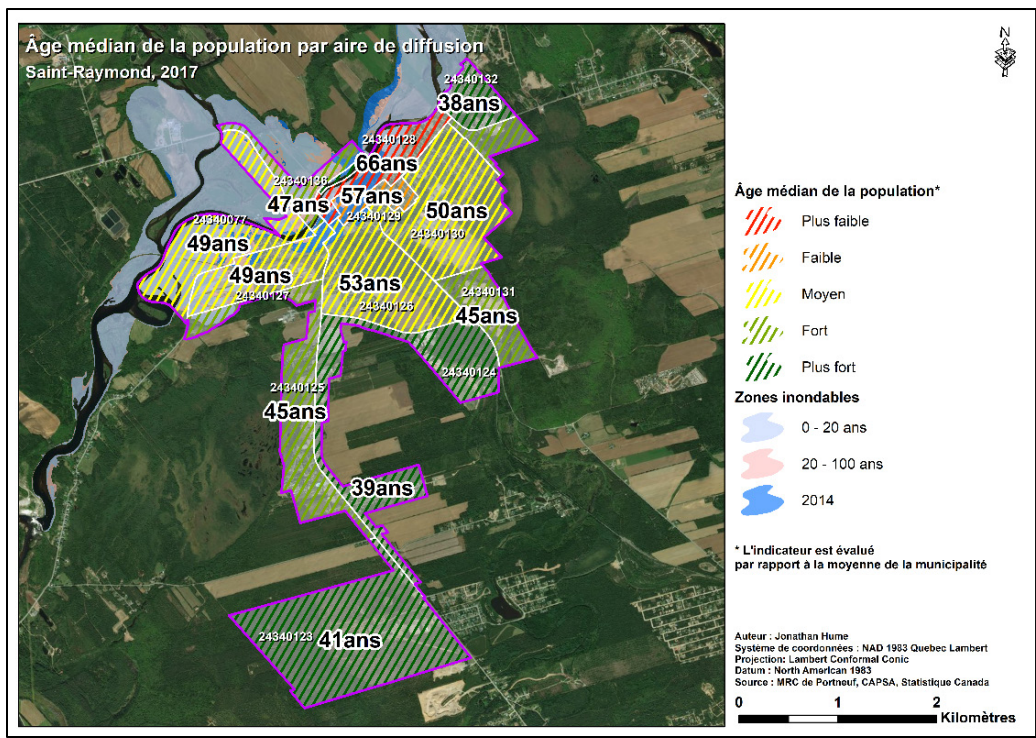 Âge médian de la population par aire de diffusion
Saint-Raymond, 2017
N
24340132
38ans
24340128
66ans
24340136
57ans
47ans
24340129
50ans
24340077
24340130
49ans
49ans
24340127
53ans
24340126
24340131
45ans
24340124
24340125
45ans
39ans
24340123
41ans
Âge médian de la population*
Plus faible
Faible
Moyen
Fort
Plus fort
Zones inondables
0 - 20 ans
20 - 100 ans
2014
* L'indicateur est évalué
par rapport à la moyenne de la municipalité
Auteur : Jonathan Hume
Système de coordonnées : NAD 1983 Quebec Lambert
Projection: Lambert Conformal Conic
Datum : North American 1983
Source : MRC de Portneuf, CAPSA, Statistique Canada
0 1 2
Kilomètres